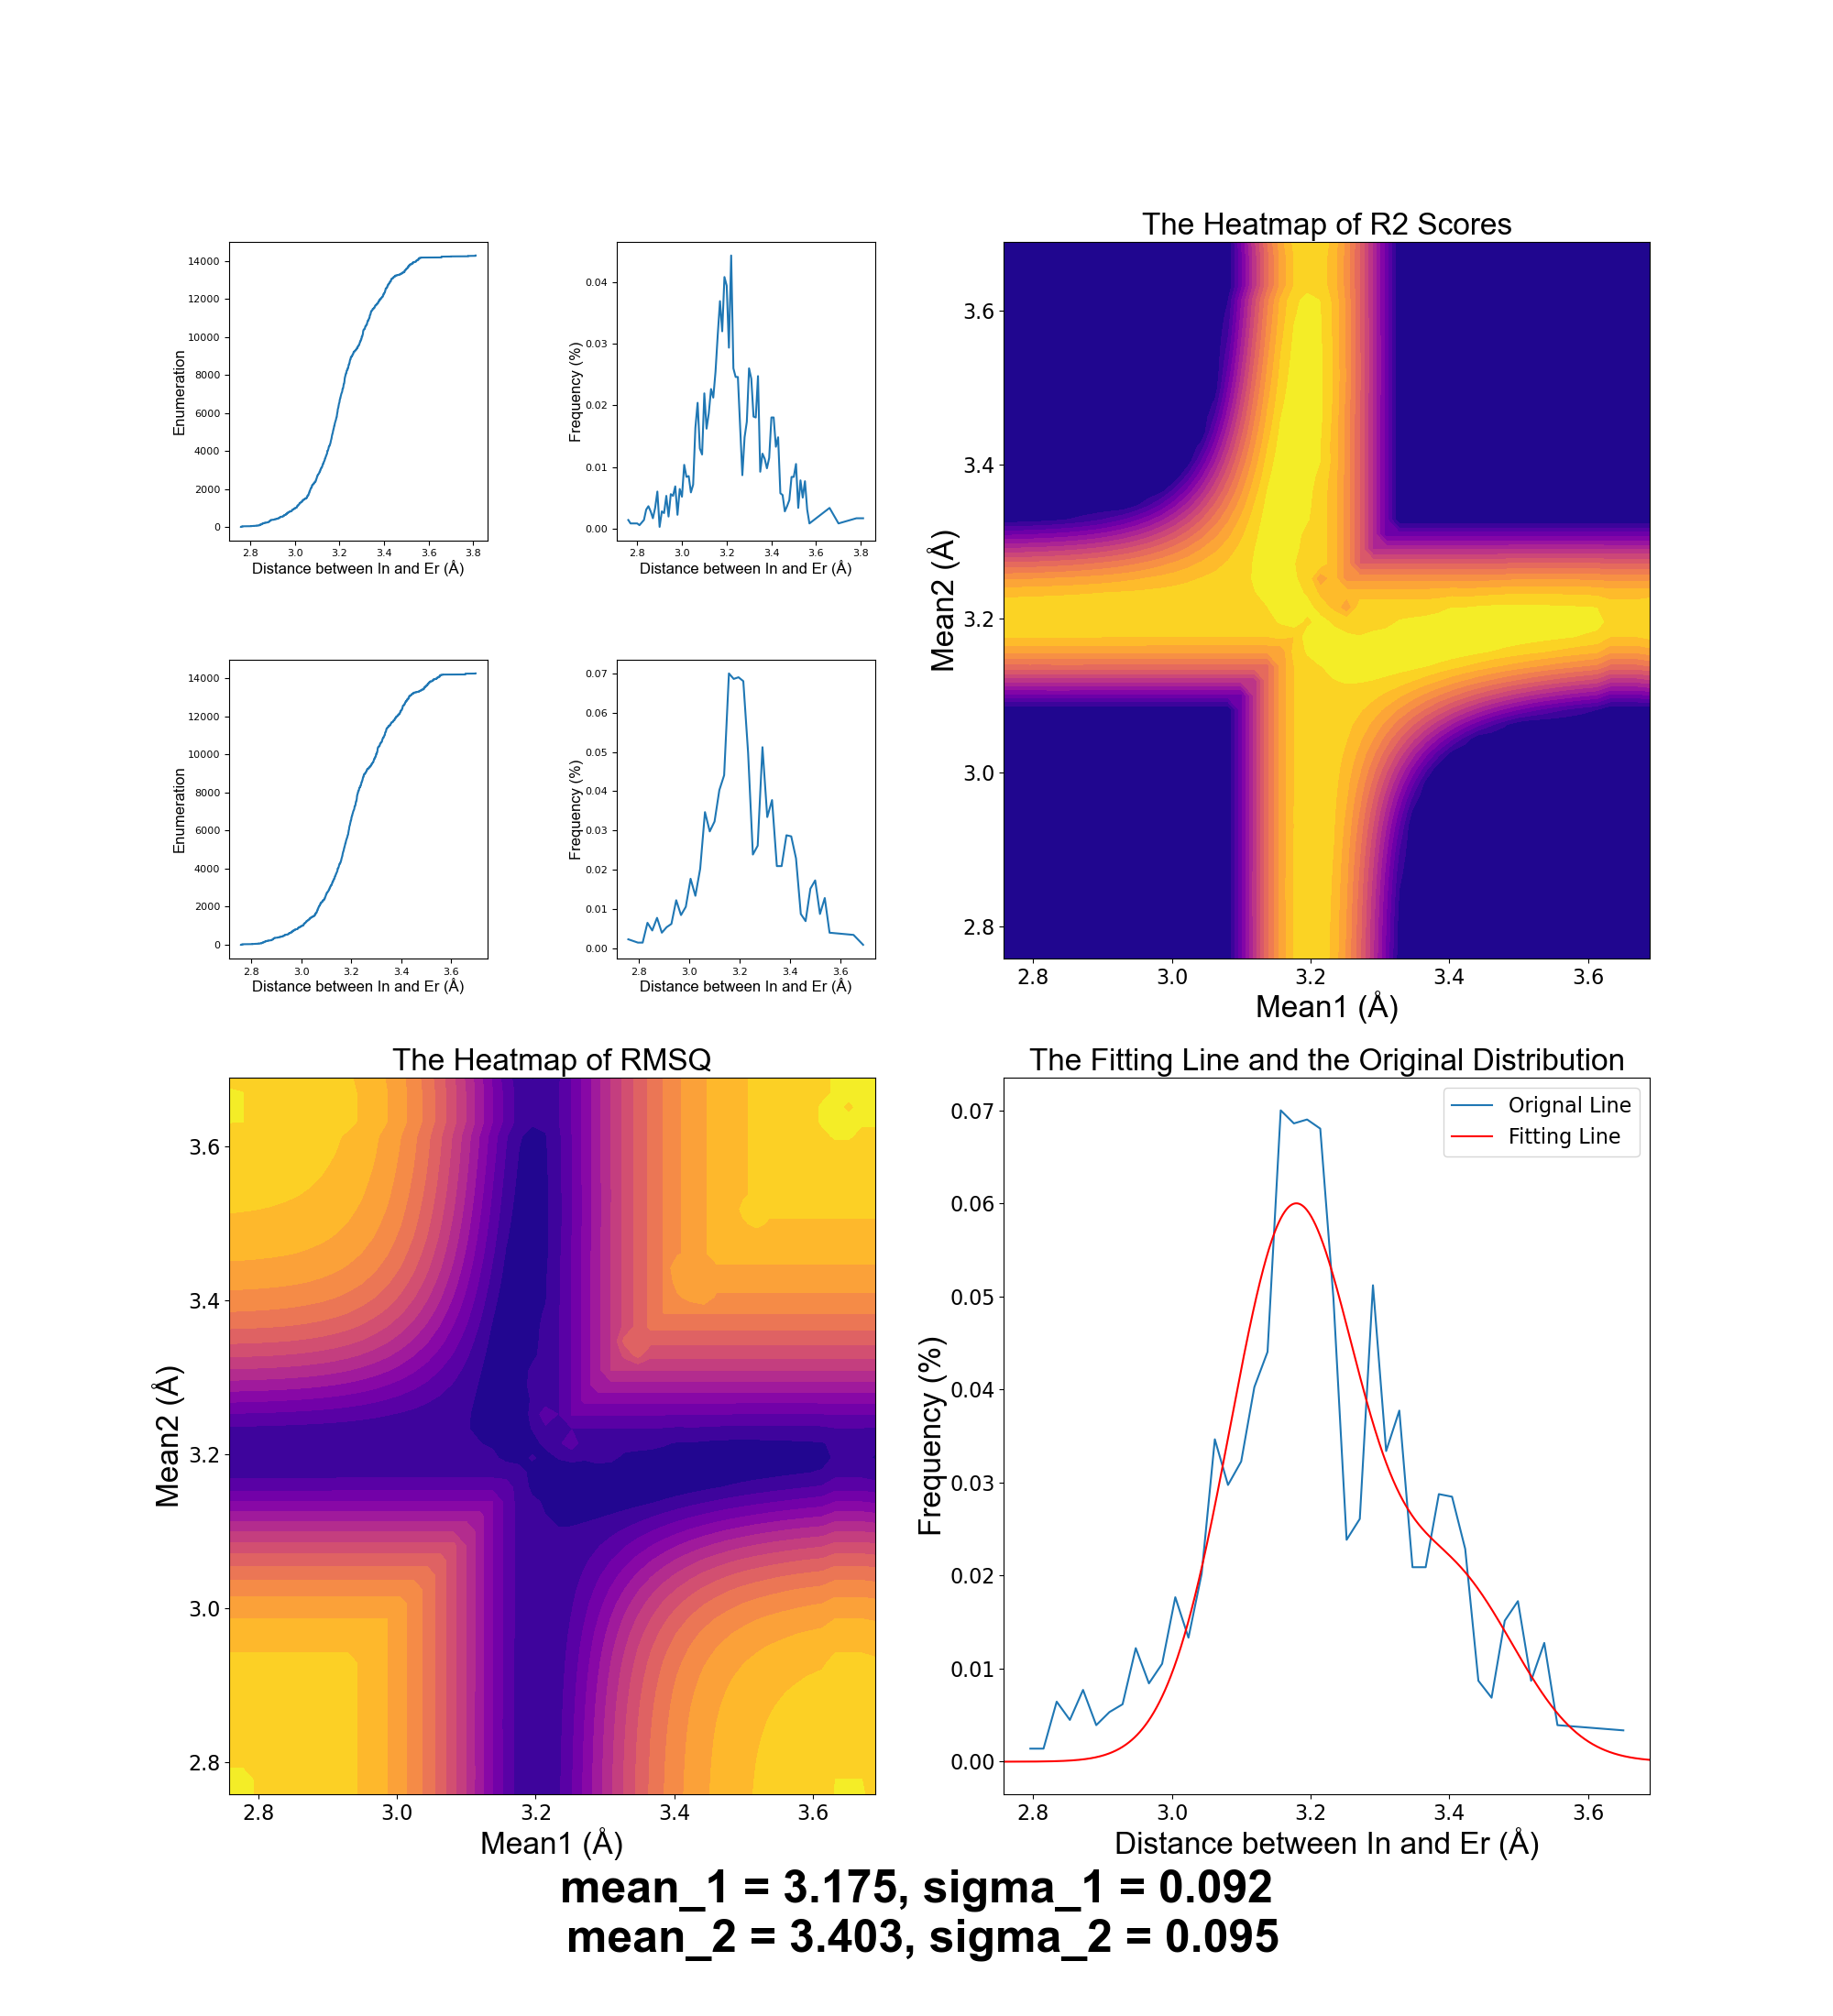 14000
12000
10000
8000
6000
4000
2000
0
Enumeration
2.8 3.0 3.2 3.4 3.6 3.8
Distance between In and Er (Å)
0.04
0.03
0.02
0.01
0.00
Frequency (%)
2.8 3.0 3.2 3.4 3.6 3.8
Distance between In and Er (Å)
The Heatmap of R2 Scores
3.6
3.4
3.2
3.0
2.8
Mean2 (Å)
2.8 3.0 3.2 3.4 3.6
Mean1 (Å)
14000
12000
10000
8000
6000
4000
2000
0
Enumeration
2.8 3.0 3.2 3.4 3.6
Distance between In and Er (Å)
0.07
0.06
0.05
0.04
0.03
0.02
0.01
0.00
Frequency (%)
2.8 3.0 3.2 3.4 3.6
Distance between In and Er (Å)
The Heatmap of RMSQ
3.6
3.4
3.2
3.0
2.8
Mean2 (Å)
2.8 3.0 3.2 3.4 3.6
Mean1 (Å)
The Fitting Line and the Original Distribution
Orignal Line
Fitting Line
0.07
0.06
0.05
0.04
0.03
0.02
0.01
0.00
Frequency (%)
2.8 3.0 3.2 3.4 3.6
Distance between In and Er (Å)
mean_1 = 3.175, sigma_1 = 0.092
mean_2 = 3.403, sigma_2 = 0.095